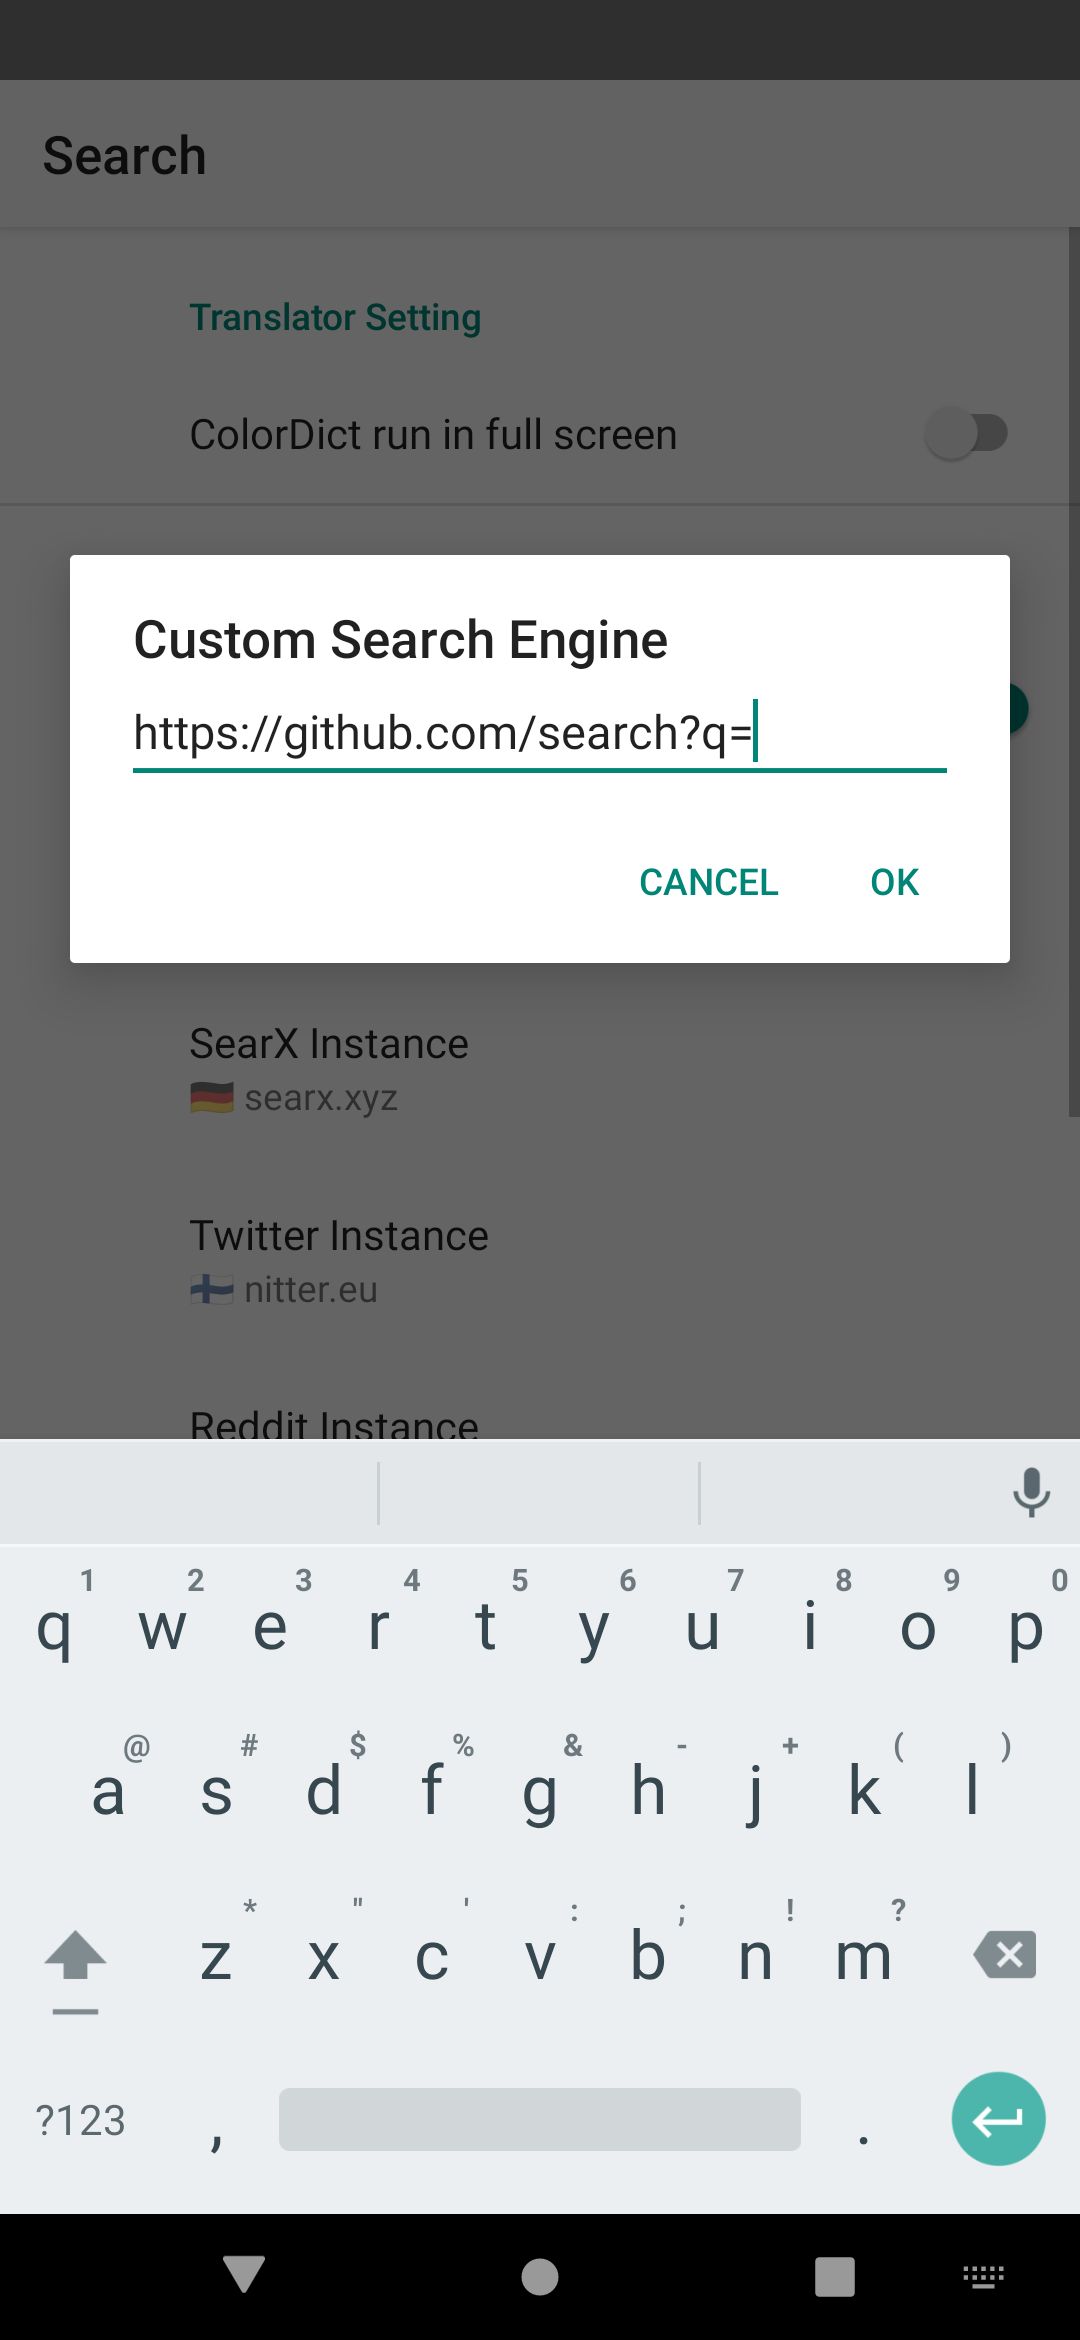 Search
Translator Setting
ColorDict run in full screen
Custom Search Engine
https://github.com/search?q=
CANCEL OK
SearX Instance
🇩🇪 searx.xyz
Twitter Instance
🇫🇮 nitter.eu
Reddit Instance
1 2 3 4 5 6 7 8 9 0
q w e r t y u i o p
@ # $ % & - + ( )
a s d f g h j k l
* " ' : ; ! ?
z x c v b n m
?123 , .